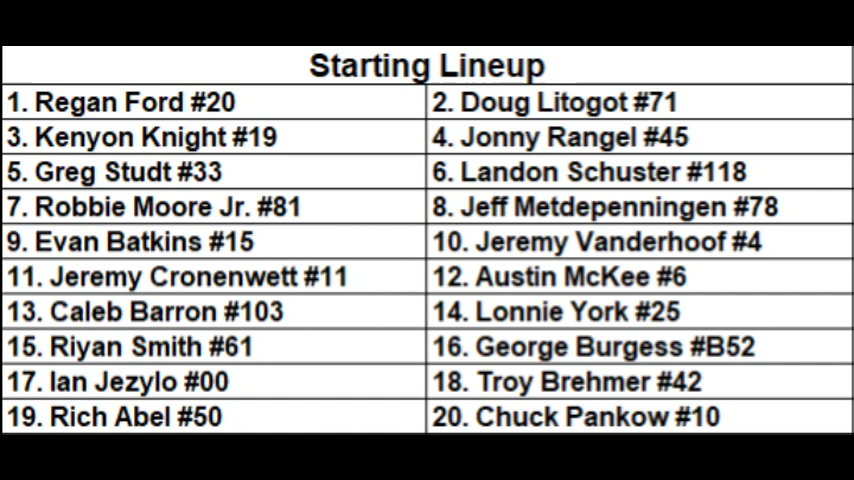 Starting Lineup
1. Regan Ford #20 2. Doug Litogot #71
3. Kenyon Knight #19 4. Jonny Rangel #45
5. Greg Studt #33 6. Landon Schuster #118
7. Robbie Moore Jr. #81 8. Jeff Metdepenningen #78
9. Evan Batkins #15 10. Jeremy Vanderhoof #4
11. Jeremy Cronenwett #11 12. Austin McKee #6
13. Caleb Barron #103 14. Lonnie York #25
15. Riyan Smith #61 16. George Burgess #B52
17. Ian Jezylo #00 18. Troy Brehmer #42
19. Rich Abel #50 20. Chuck Pankow #10